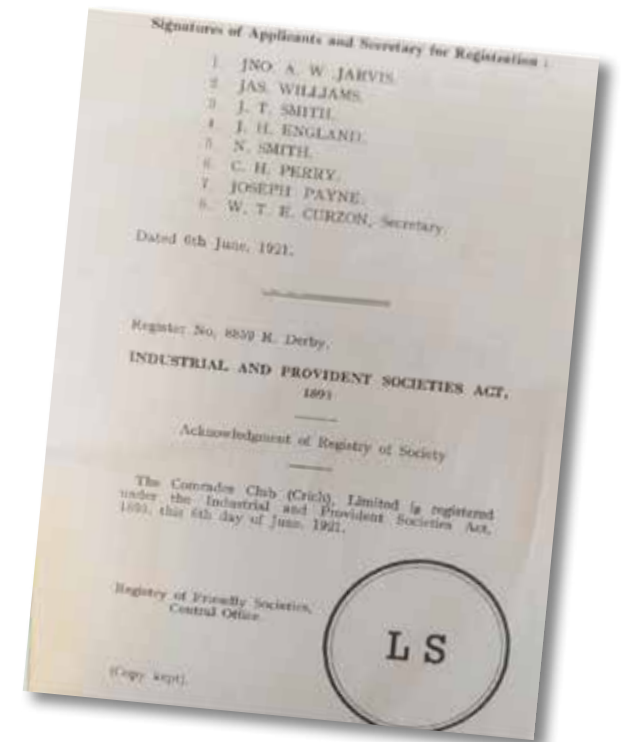 Signatures of Applicants and Secretary for Registration :
1 JNO. A. W. JARVIS.
2 JAS. WILLIAMS.
3 J. T. SMITH.
4 J. H. ENGLAND.
5 N. SMITH.
6. C. H. PERRY.
7. JOSEPH PAYNE.
8. W. T. E. CURZON, Secretary.
Dated 6th June, 1921.
Register No. 8859 R. Derby.
INDUSTRIAL AND PROVIDENT SOCIETIES ACT,
1893
Acknowledgment of Registry of Society
The Comrades Club (Crich), Limited is registered
under the Industrial and Provident Societies Act,
1893, this 6th day of June, 1921.
Registry of Friendly Societies,
Central Office.
L S
(Copy kept).